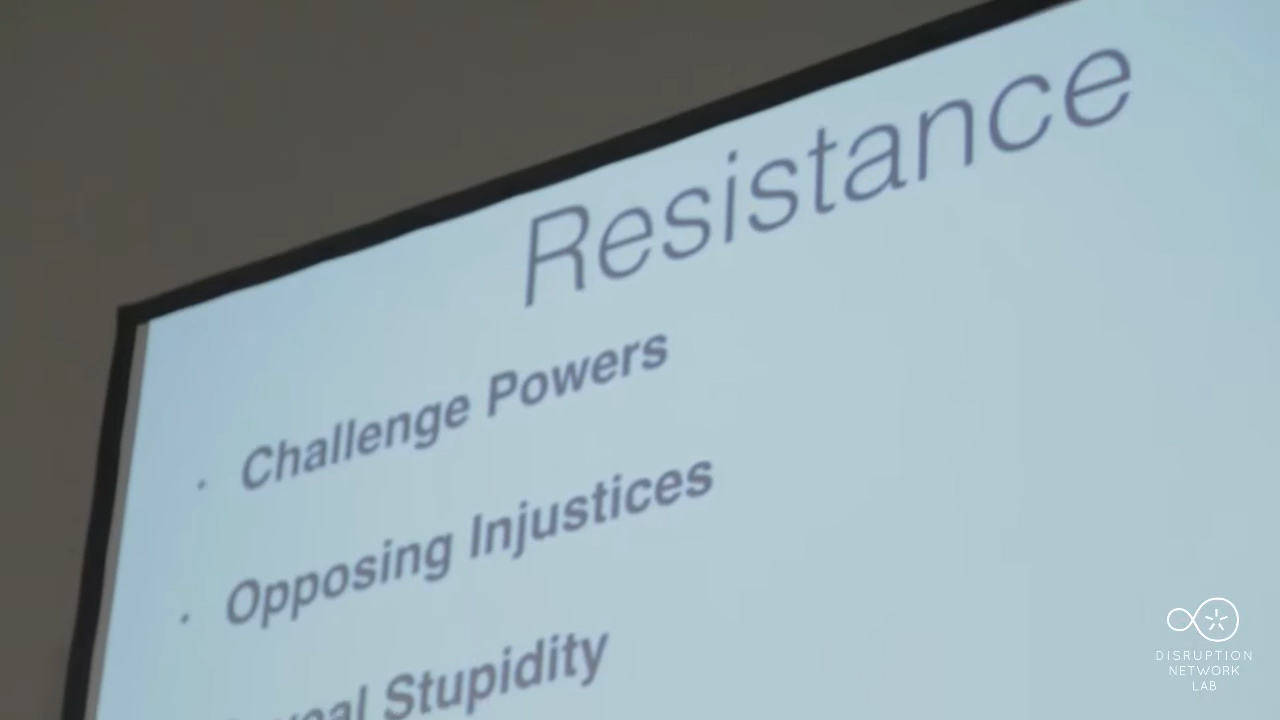 Resistance
· Challenge Powers
· Opposing Injustices
Stupidity
DISRUPTION
NETWORK
LAB